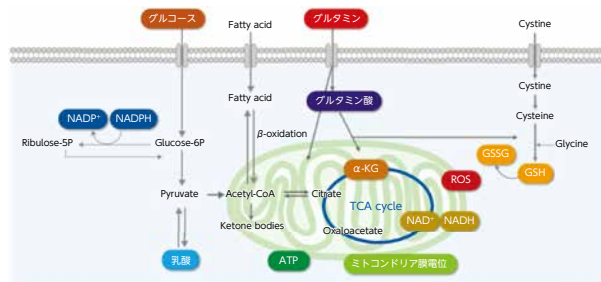 グルコース
Fatty acid
グルタミン
Cystine
Fatty acid
グルタミン酸
Cystine
Cysteine
NADP⁺
NADPH
β-oxidation
Ribulose-5P
Glucose-6P
Glycine
GSSG
GSH
α-KG
ROS
Pyruvate
Acetyl-CoA
Citrate
TCA cycle
NAD⁺
NADH
Ketone bodies
Oxaloacetate
乳酸
ATP
ミトコンドリア膜電位